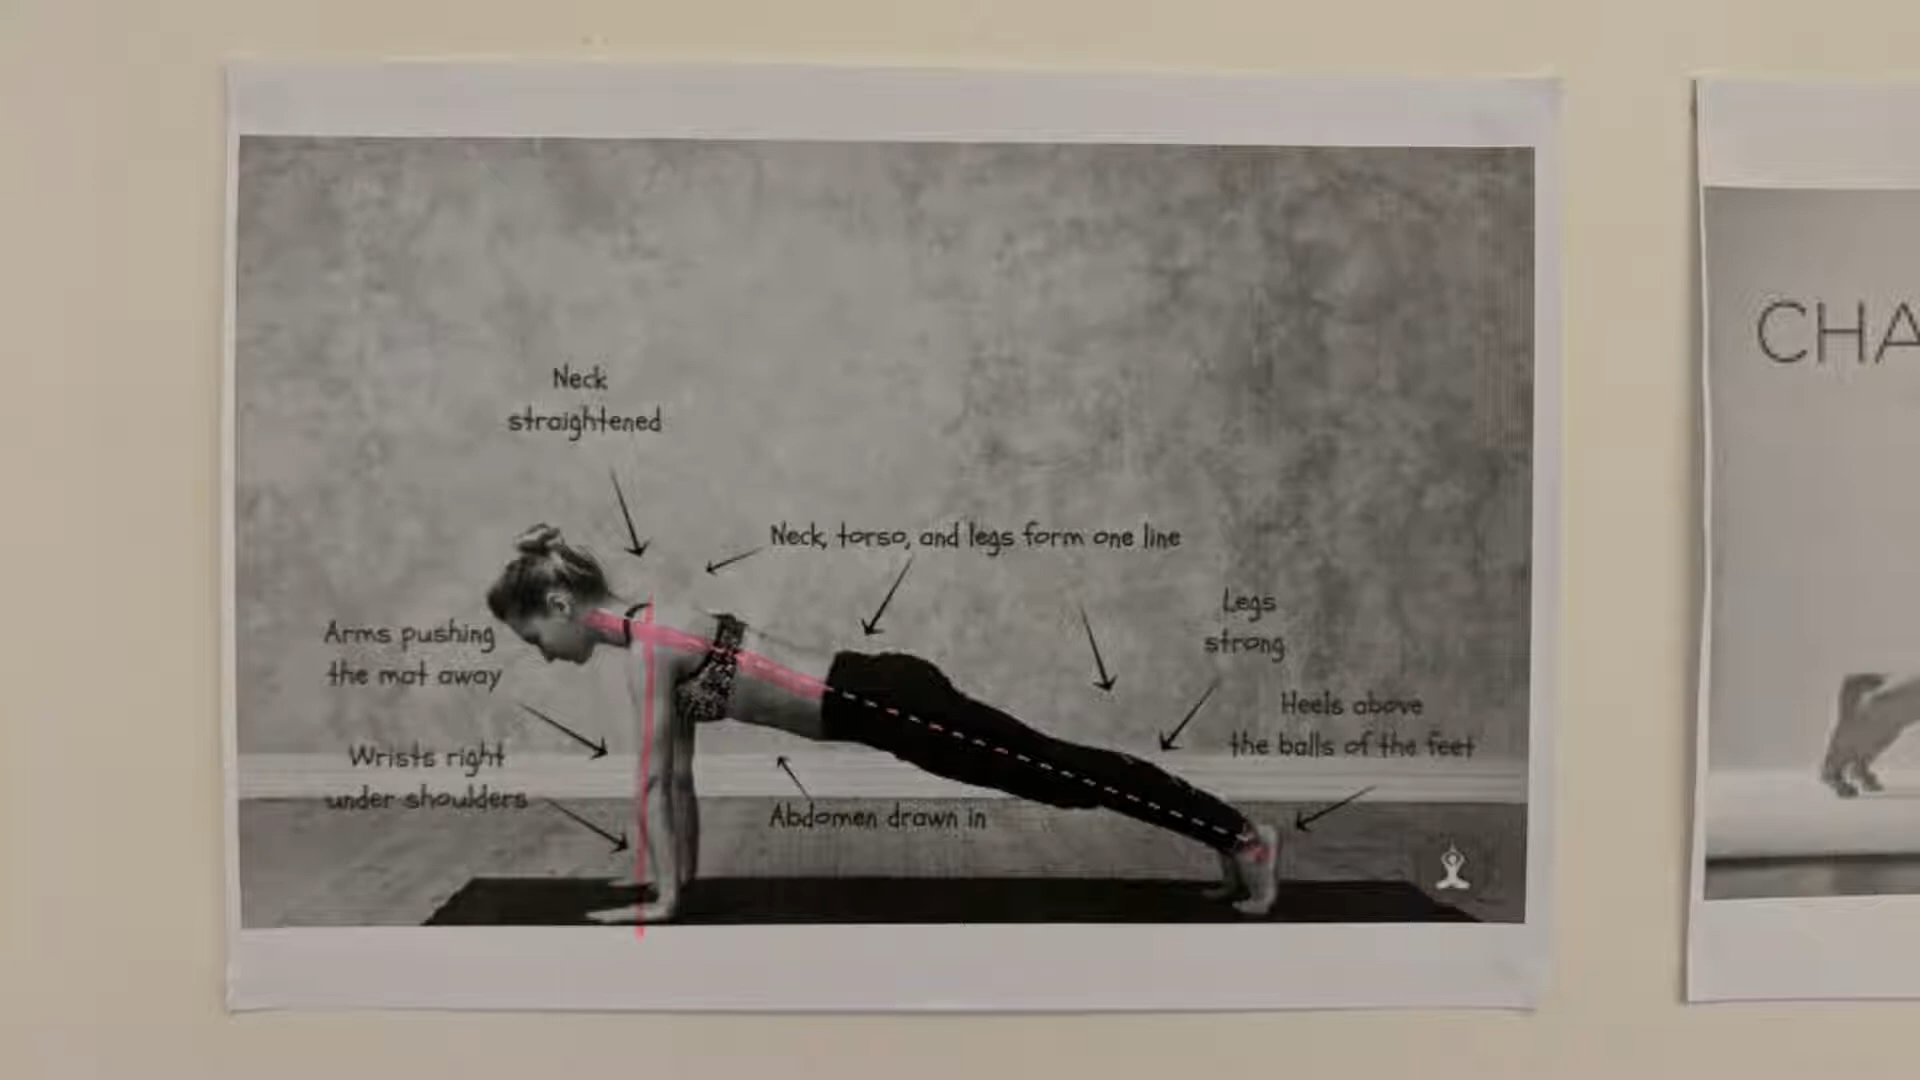 Neck
straightened
Neck, torso, and legs form one line
Legs
strong
Arms pushing
the mat away
Heels above
the balls of the feet
Wrists right
under shoulders
Abdomen drawn in
CHA